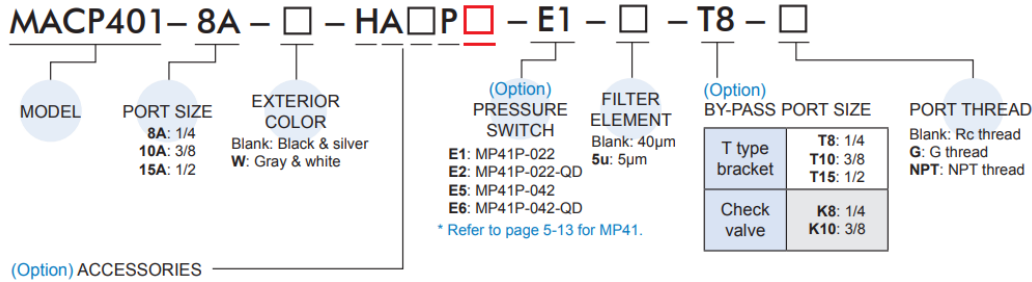 MACP401 – 8A – □ – HA□P□ – E1 – □ – T8 – □
MODEL
PORT SIZE
8A: 1/4
10A: 3/8
15A: 1/2
EXTERIOR
COLOR
Blank: Black & silver
W: Gray & white
(Option)
PRESSURE
SWITCH
E1: MP41P-022
E2: MP41P-022-QD
E5: MP41P-042
E6: MP41P-042-QD
* Refer to page 5-13 for MP41.
FILTER
ELEMENT
Blank: 40µm
5u: 5µm
(Option)
BY-PASS PORT SIZE
T type
bracket
T8: 1/4
T10: 3/8
T15: 1/2
Check
valve
K8: 1/4
K10: 3/8
PORT THREAD
Blank: Rc thread
G: G thread
NPT: NPT thread
(Option) ACCESSORIES